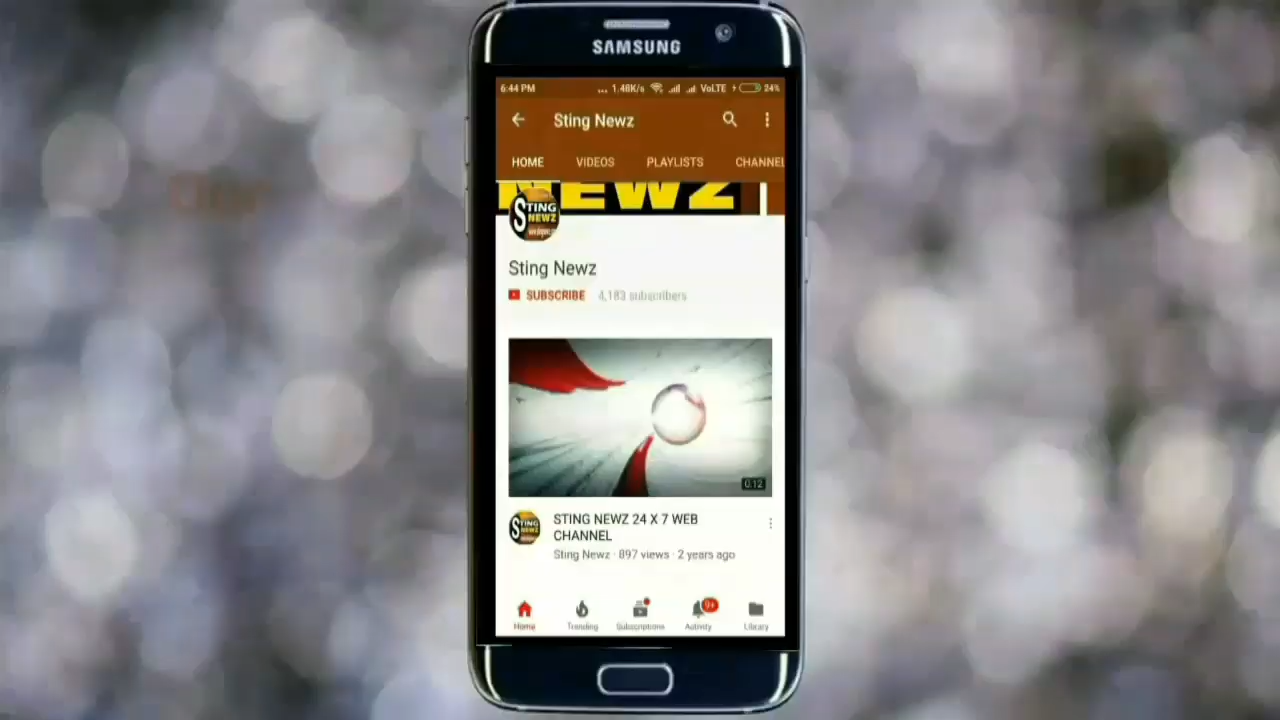 SAMSUNG
6:44 PM ... 1.48K/s VoLTE 24%
Sting Newz
HOME VIDEOS PLAYLISTS CHANNEL
NEWZ
STING
NEWZ
Sting Newz
SUBSCRIBE 4,183 subscribers
0:12
STING
NEWZ
STING NEWZ 24 X 7 WEB
CHANNEL
Sting Newz · 897 views · 2 years ago
9+
Home Trending Subscriptions Activity Library